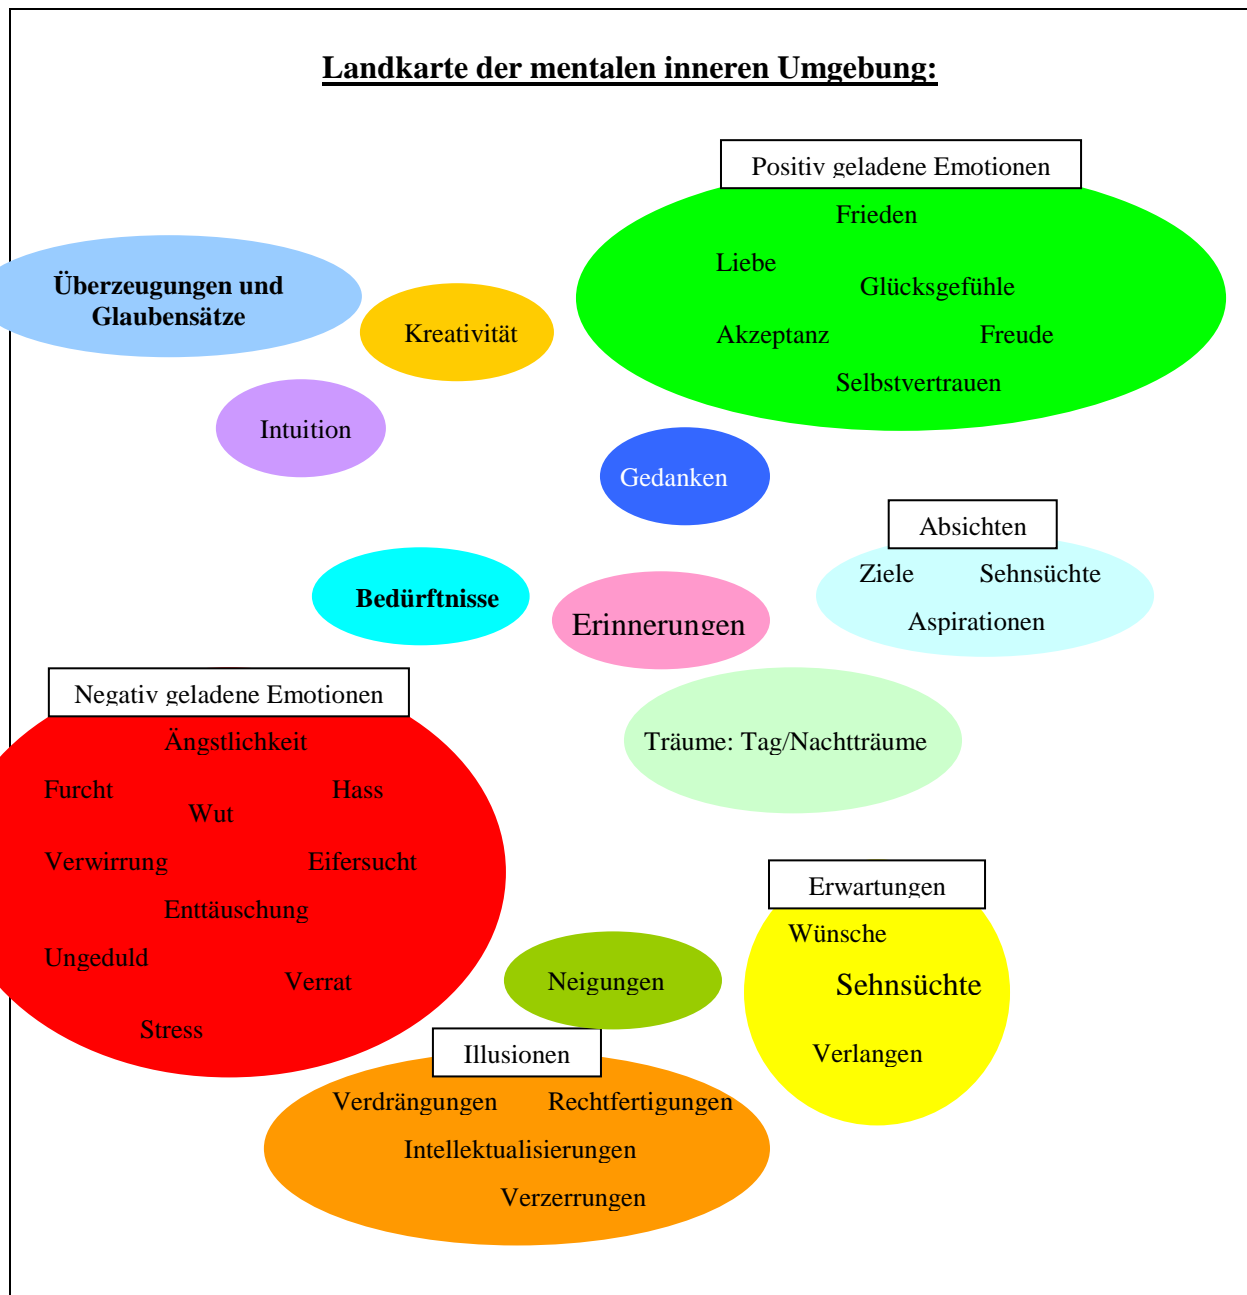 Landkarte der mentalen inneren Umgebung:
Positiv geladene Emotionen
Frieden
Liebe
Glücksgefühle
Akzeptanz
Freude
Selbstvertrauen
Überzeugungen und
Glaubensätze
Kreativität
Intuition
Gedanken
Absichten
Ziele
Sehnsüchte
Aspirationen
Bedürftnisse
Erinnerungen
Negativ geladene Emotionen
Ängstlichkeit
Furcht
Hass
Wut
Verwirrung
Eifersucht
Enttäuschung
Ungeduld
Verrat
Stress
Träume: Tag/Nachtträume
Erwartungen
Wünsche
Sehnsüchte
Verlangen
Neigungen
Illusionen
Verdrängungen
Rechtfertigungen
Intellektualisierungen
Verzerrungen